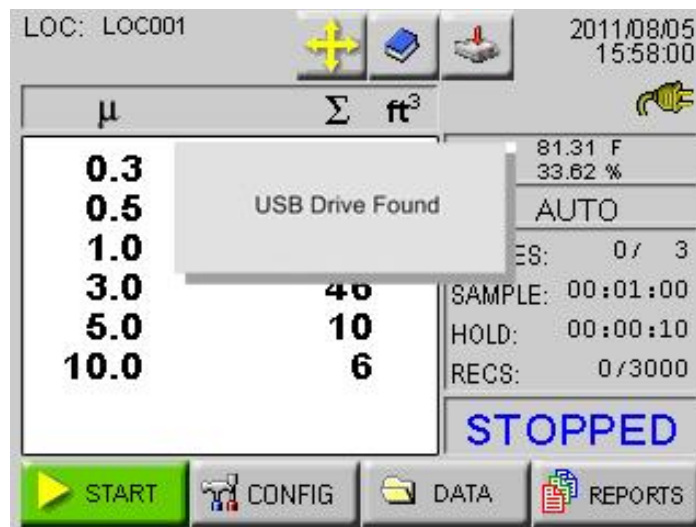 LOC: LOC001
2011/08/05
15:58:00
μ Σ ft³
81.31 F
33.62 %
0.3
0.5
1.0
3.0 46
5.0 10
10.0 6
USB Drive Found
AUTO
0/ 3
SAMPLE: 00:01:00
HOLD: 00:00:10
RECS: 0/3000
STOPPED
START CONFIG DATA REPORTS